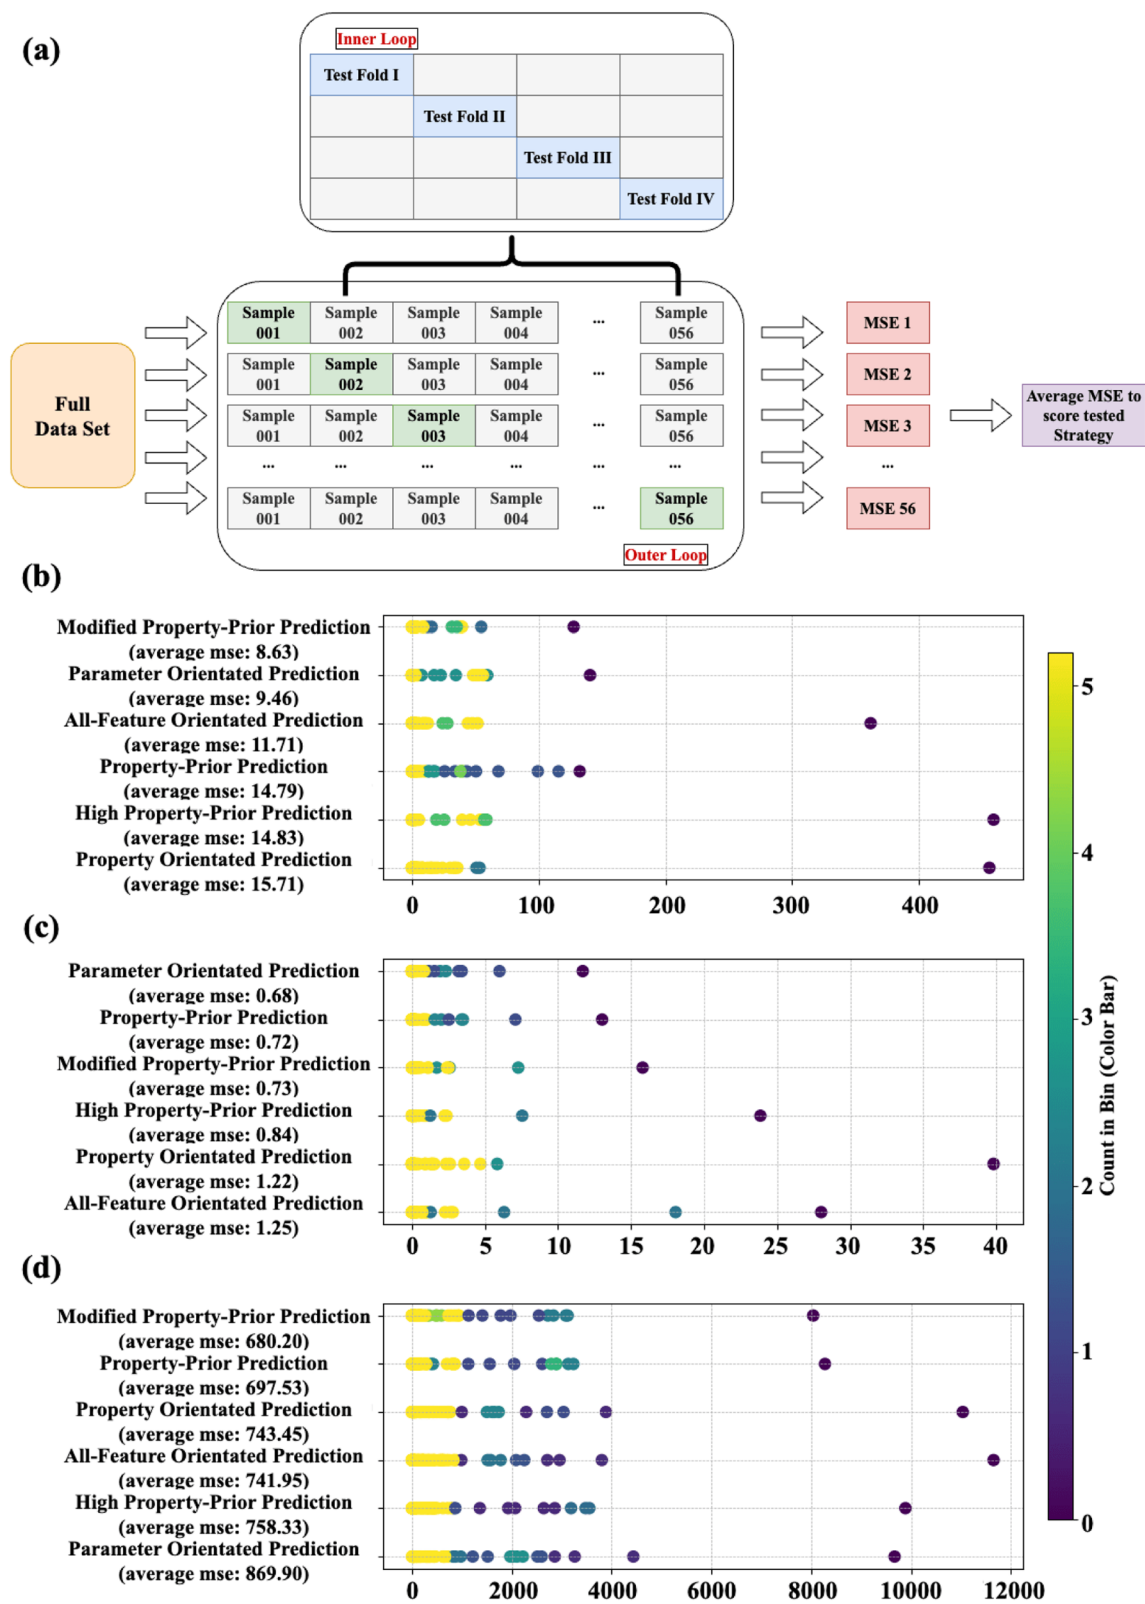 (a)
Inner Loop
Test Fold I
Test Fold II
Test Fold III
Test Fold IV
Full
Data Set
Sample 001 Sample 002 Sample 003 Sample 004 ... Sample 056
Sample 001 Sample 002 Sample 003 Sample 004 ... Sample 056
Sample 001 Sample 002 Sample 003 Sample 004 ... Sample 056
... ... ... ... ... ...
Sample 001 Sample 002 Sample 003 Sample 004 ... Sample 056
Outer Loop
MSE 1
MSE 2
MSE 3
...
MSE 56
Average MSE to
score tested
Strategy
(b)
Modified Property-Prior Prediction
(average mse: 8.63)
Parameter Orientated Prediction
(average mse: 9.46)
All-Feature Orientated Prediction
(average mse: 11.71)
Property-Prior Prediction
(average mse: 14.79)
High Property-Prior Prediction
(average mse: 14.83)
Property Orientated Prediction
(average mse: 15.71)
0 100 200 300 400
(c)
Parameter Orientated Prediction
(average mse: 0.68)
Property-Prior Prediction
(average mse: 0.72)
Modified Property-Prior Prediction
(average mse: 0.73)
High Property-Prior Prediction
(average mse: 0.84)
Property Orientated Prediction
(average mse: 1.22)
All-Feature Orientated Prediction
(average mse: 1.25)
0 5 10 15 20 25 30 35 40
(d)
Modified Property-Prior Prediction
(average mse: 680.20)
Property-Prior Prediction
(average mse: 697.53)
Property Orientated Prediction
(average mse: 743.45)
All-Feature Orientated Prediction
(average mse: 741.95)
High Property-Prior Prediction
(average mse: 758.33)
Parameter Orientated Prediction
(average mse: 869.90)
0 2000 4000 6000 8000 10000 12000
5
4
3
2
1
0
Count in Bin (Color Bar)